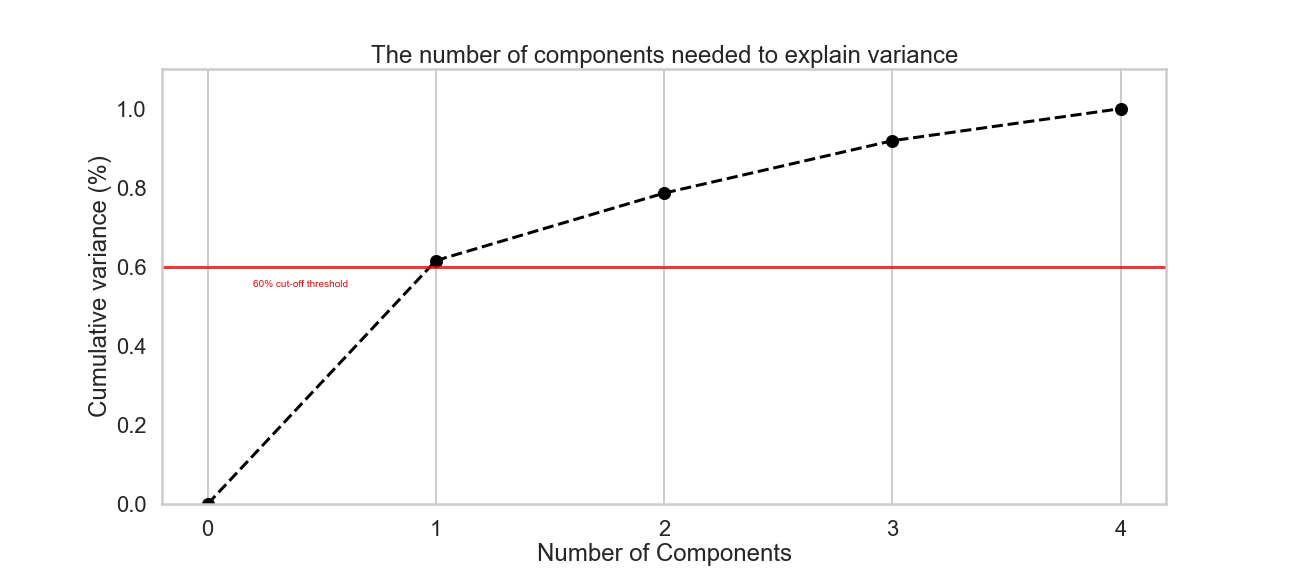 The number of components needed to explain variance
Cumulative variance (%)
1.0
0.8
0.6
0.4
0.2
0.0
60% cut-off threshold
0 1 2 3 4
Number of Components